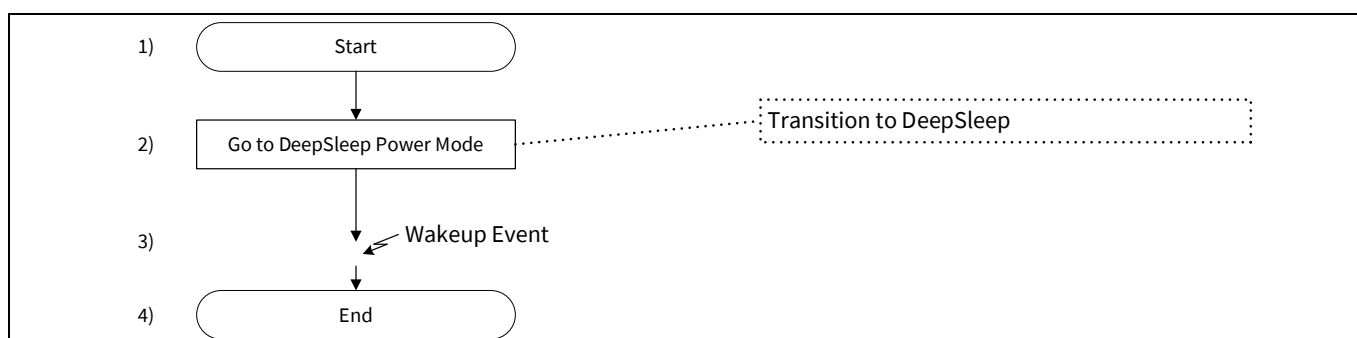 1) Start
2) Go to DeepSleep Power Mode
Transition to DeepSleep
3) Wakeup Event
4) End